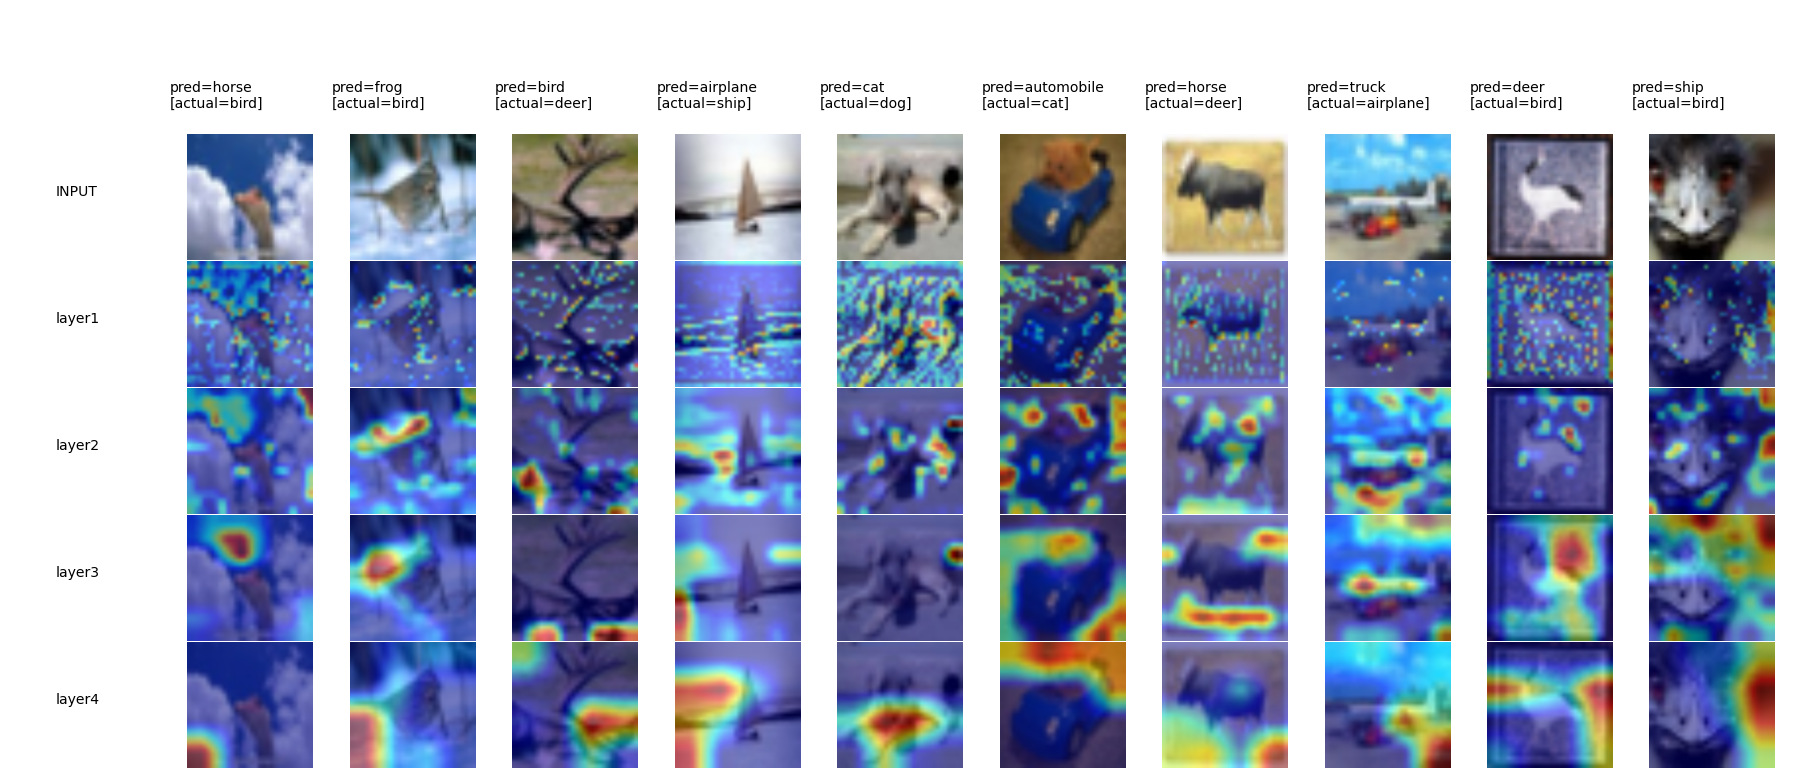 pred=horse
[actual=bird]
pred=frog
[actual=bird]
pred=bird
[actual=deer]
pred=airplane
[actual=ship]
pred=cat
[actual=dog]
pred=automobile
[actual=cat]
pred=horse
[actual=deer]
pred=truck
[actual=airplane]
pred=deer
[actual=bird]
pred=ship
[actual=bird]
INPUT
layer1
layer2
layer3
layer4